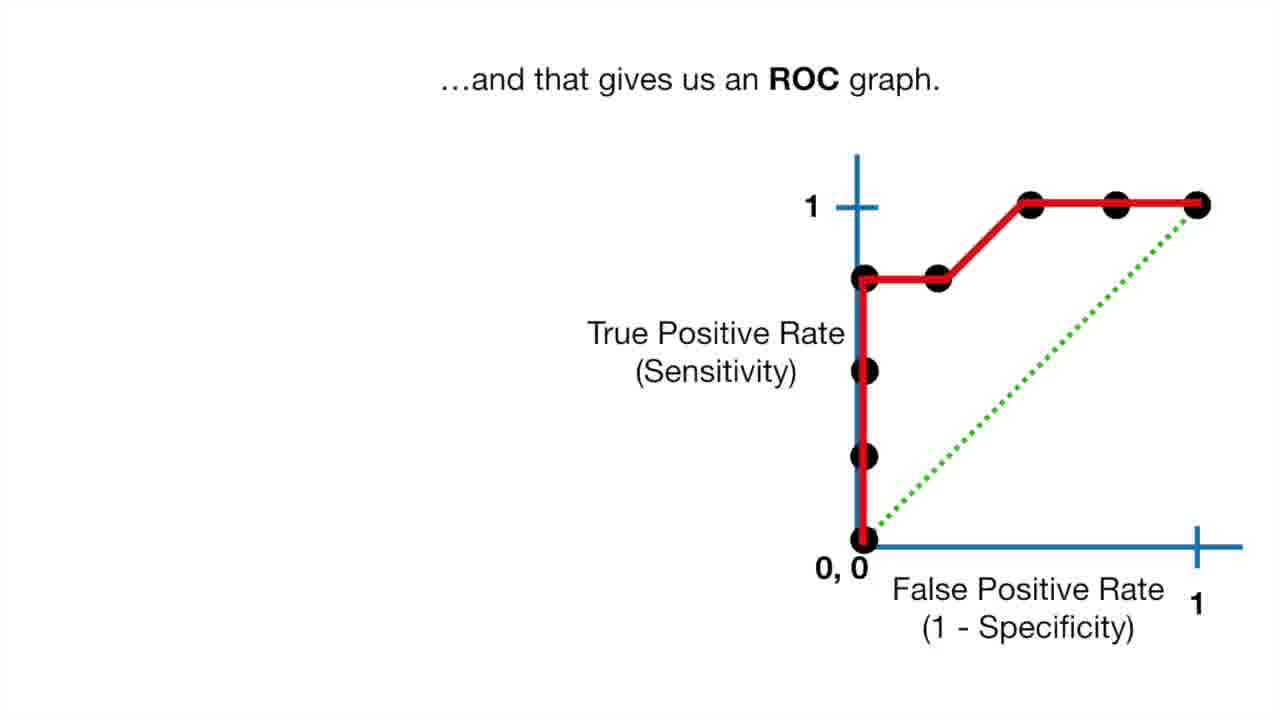 …and that gives us an ROC graph.
1
True Positive Rate
(Sensitivity)
0, 0
False Positive Rate
(1 - Specificity)
1